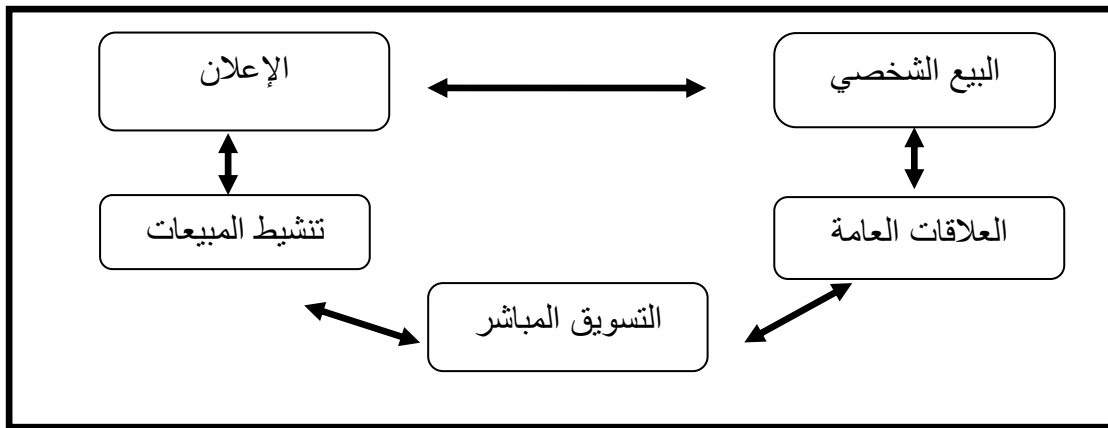 البيع الشخصي
الإعلان
العلاقات العامة
تنشيط المبيعات
التسويق المباشر